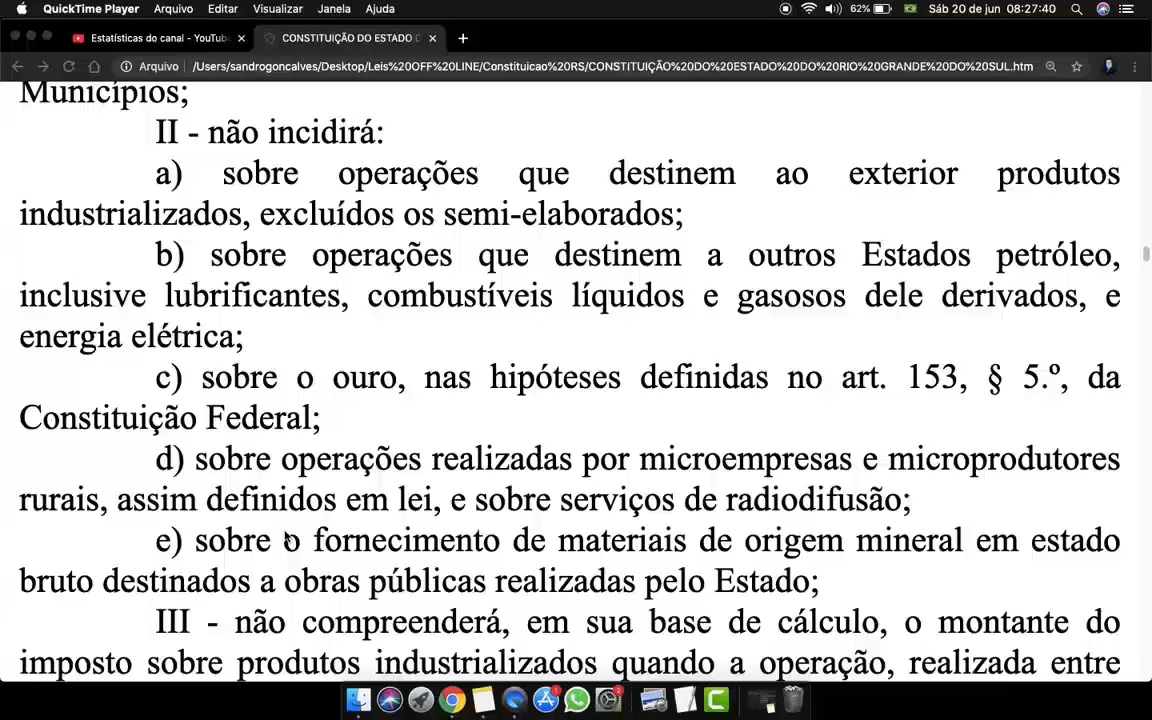 QuickTime Player Arquivo Editar Visualizar Janela Ajuda 62% Sáb 20 de jun 08:27:40
Estatísticas do canal - YouTub × CONSTITUIÇÃO DO ESTADO × +
Arquivo | /Users/sandrogoncalves/Desktop/Leis%20OFF%20LINE/Constituicao%20RS/CONSTITUIÇÃO%20DO%20ESTADO%20DO%20RIO%20GRANDE%20DO%20SUL.htm
Municípios;
II - não incidirá:
a) sobre operações que destinem ao exterior produtos
industrializados, excluídos os semi-elaborados;
b) sobre operações que destinem a outros Estados petróleo,
inclusive lubrificantes, combustíveis líquidos e gasosos dele derivados, e
energia elétrica;
c) sobre o ouro, nas hipóteses definidas no art. 153, § 5.º, da
Constituição Federal;
d) sobre operações realizadas por microempresas e microprodutores
rurais, assim definidos em lei, e sobre serviços de radiodifusão;
e) sobre o fornecimento de materiais de origem mineral em estado
bruto destinados a obras públicas realizadas pelo Estado;
III - não compreenderá, em sua base de cálculo, o montante do
imposto sobre produtos industrializados quando a operação, realizada entre